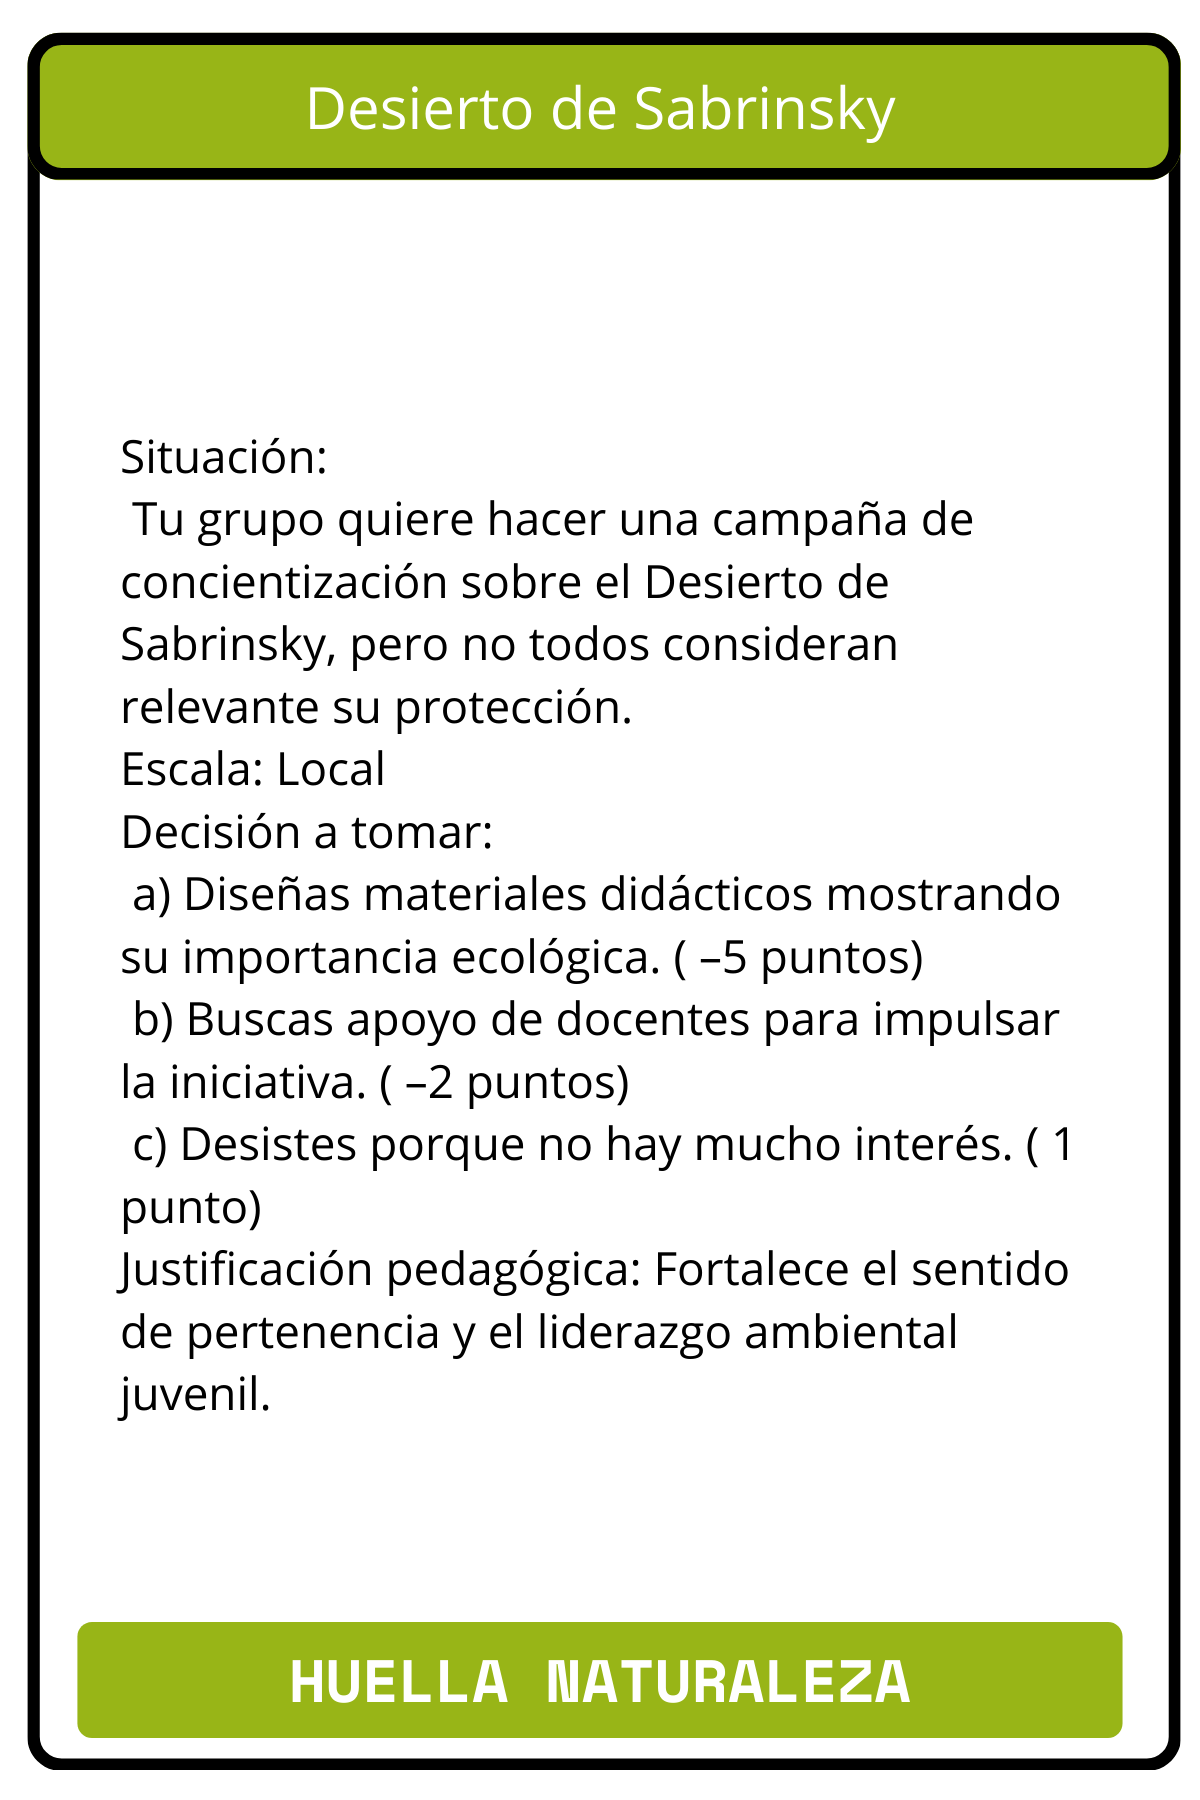 Desierto de Sabrinsky
Situación:
Tu grupo quiere hacer una campaña de
concientización sobre el Desierto de
Sabrinsky, pero no todos consideran
relevante su protección.
Escala: Local
Decisión a tomar:
a) Diseñas materiales didácticos mostrando
su importancia ecológica. ( –5 puntos)
b) Buscas apoyo de docentes para impulsar
la iniciativa. ( –2 puntos)
c) Desistes porque no hay mucho interés. ( 1
punto)
Justificación pedagógica: Fortalece el sentido
de pertenencia y el liderazgo ambiental
juvenil.
HUELLA NATURALEZA